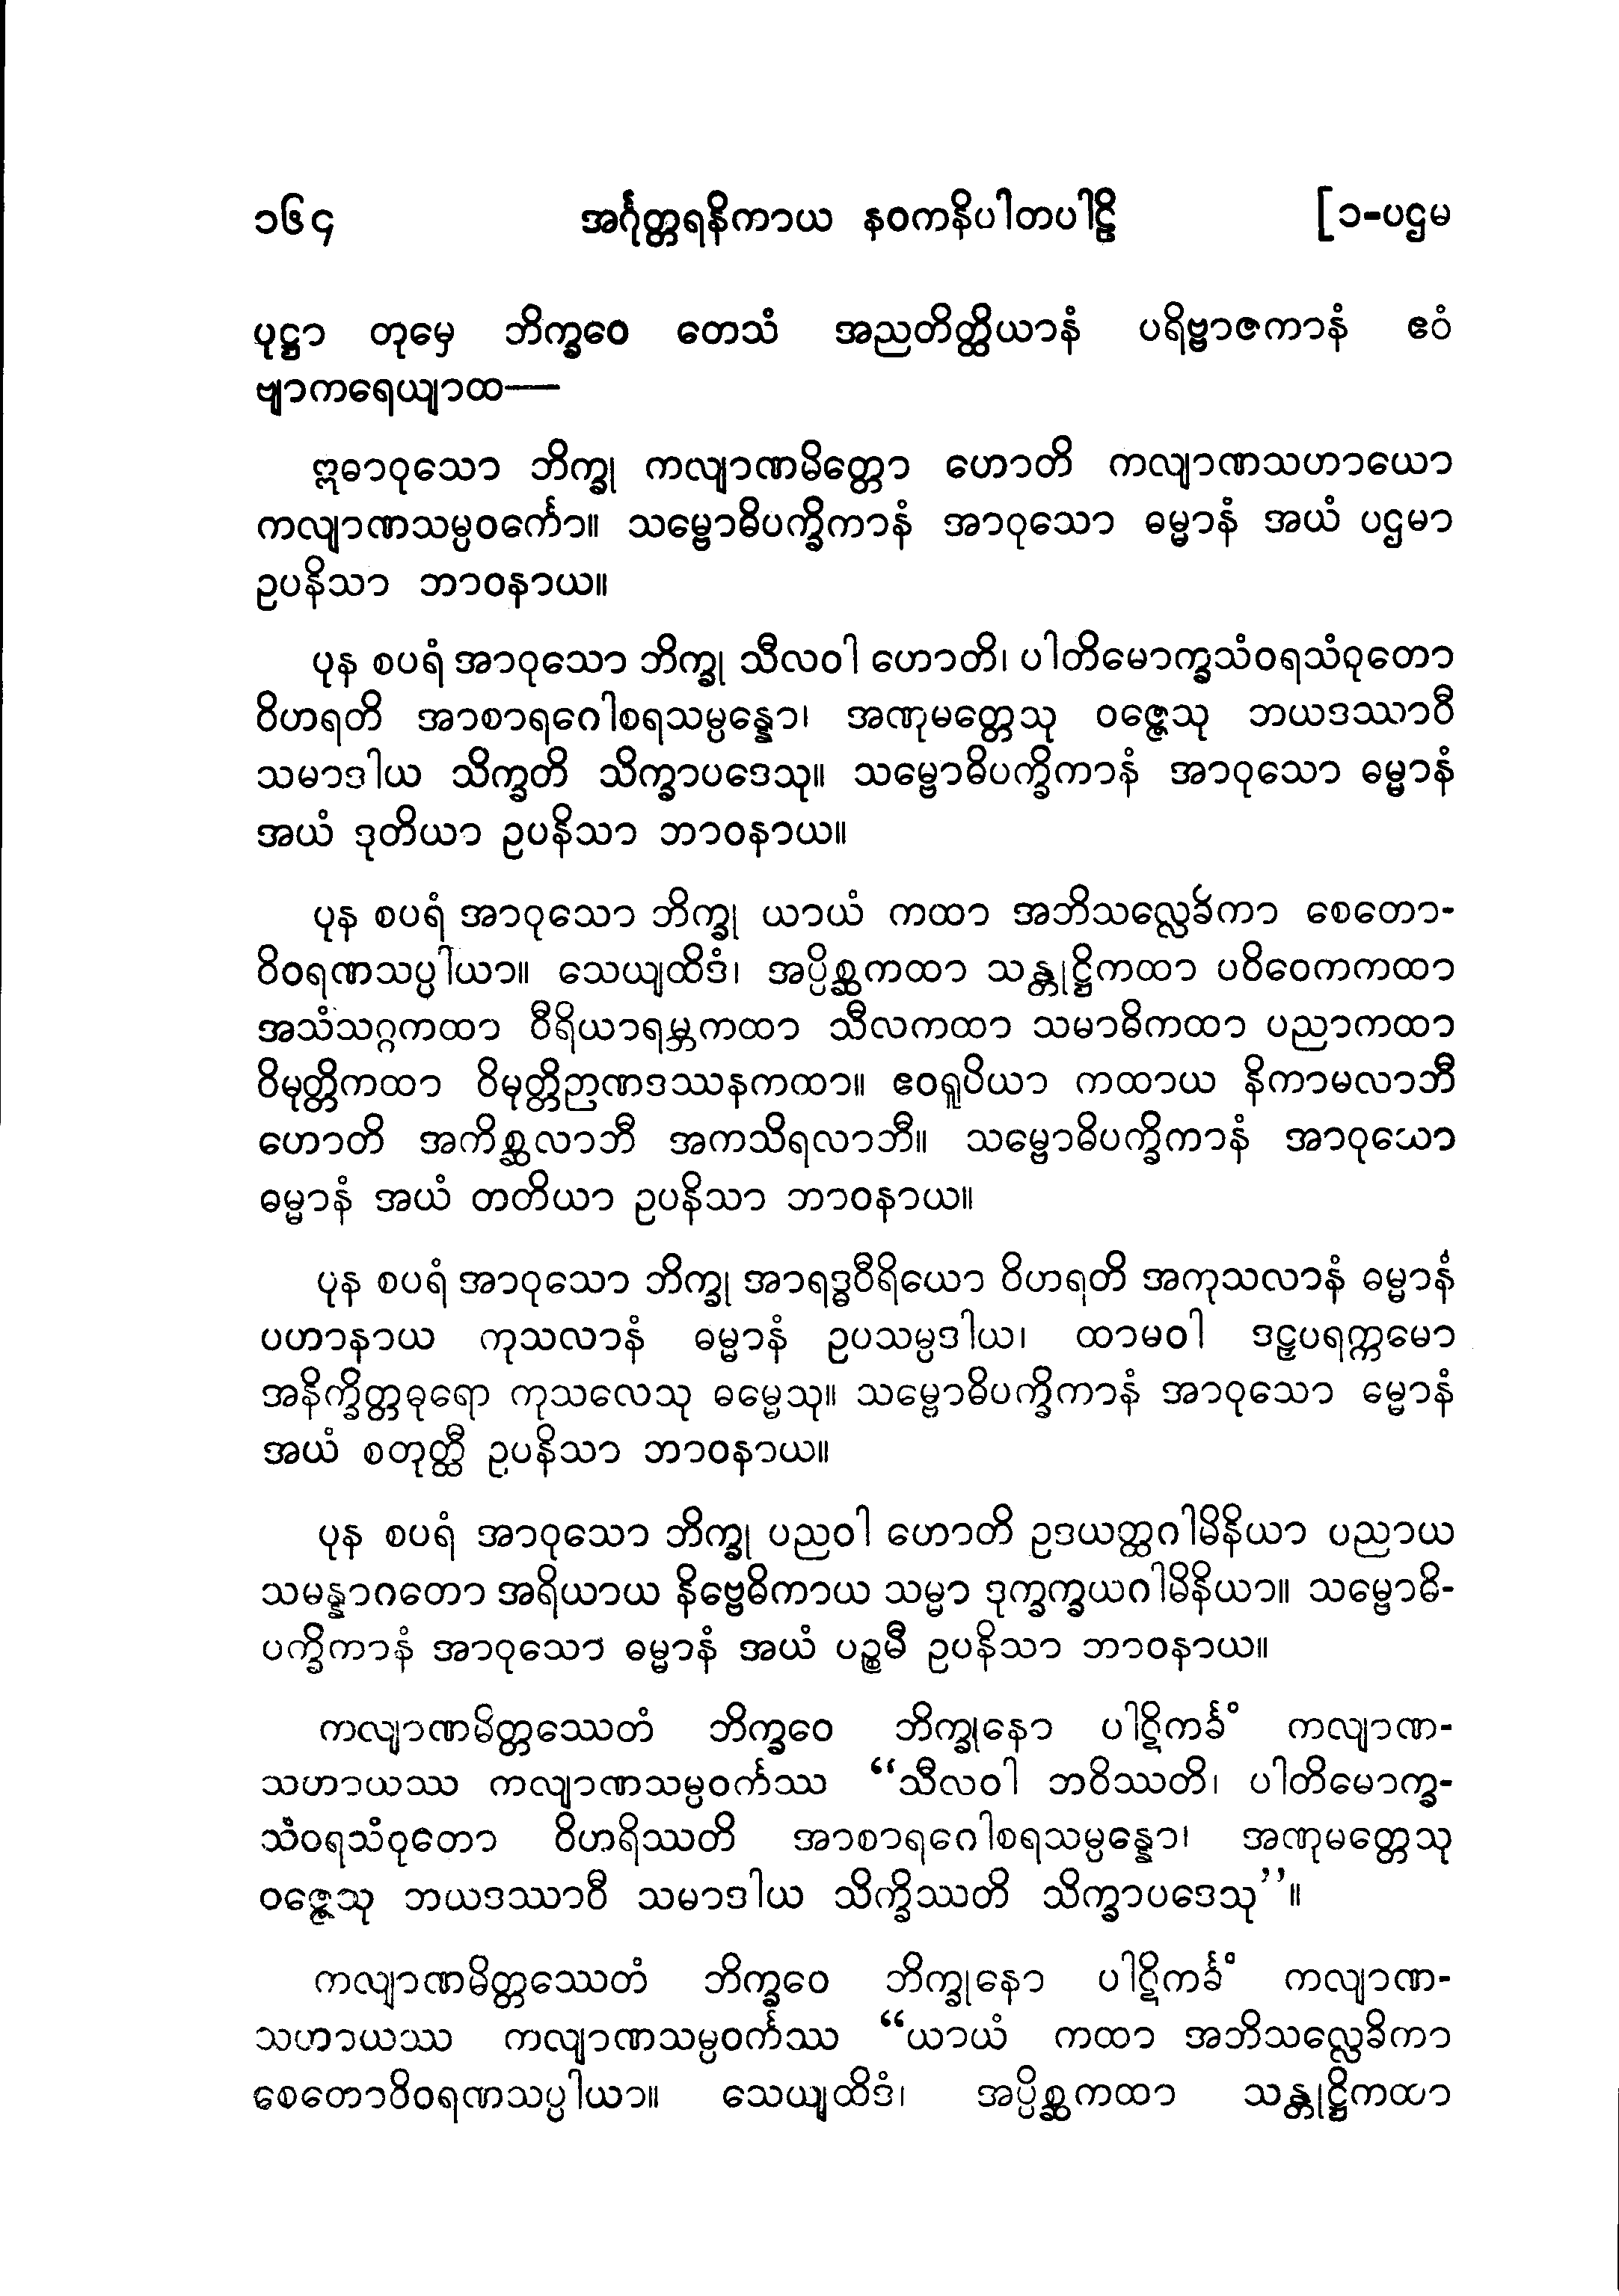 ၁၆၄ အင်္ဂုတ္တရနိကာယ နဝကနိပါတပါဠိ [၁-ပဌမ
ပုဋ္ဌာ တုမှေ ဘိက္ခဝေ တေသံ အညတိတ္ထိယာနံ ပရိဗ္ဗာဇကာနံ ဧဝံ
ဗျာကရေယျာထ—
ဣဓာဝုသော ဘိက္ခု ကလျာဏမိတ္တော ဟောတိ ကလျာဏသဟာယော
ကလျာဏသမ္ပဝင်္ကော။ သမ္ဗောဓိပက္ခိကာနံ အာဝုသော ဓမ္မာနံ အယံ ပဌမာ
ဥပနိသာ ဘာဝနာယ။
ပုန စပရံ အာဝုသော ဘိက္ခု သီလဝါ ဟောတိ၊ ပါတိမောက္ခသံဝရသံဝုတော
ဝိဟရတိ အာစာရဂေါစရသမ္ပန္နော၊ အဏုမတ္တေသု ဝဇ္ဇေသု ဘယဒဿာဝီ
သမာဒါယ သိက္ခတိ သိက္ခာပဒေသု။ သမ္ဗောဓိပက္ခိကာနံ အာဝုသော ဓမ္မာနံ
အယံ ဒုတိယာ ဥပနိသာ ဘာဝနာယ။
ပုန စပရံ အာဝုသော ဘိက္ခု ယာယံ ကထာ အဘိသလ္လေခိကာ စေတော-
ဝိဝရဏသပ္ပါယာ။ သေယျထိဒံ၊ အပ္ပိစ္ဆကထာ သန္တုဋ္ဌိကထာ ပဝိဝေကကထာ
အသံသဂ္ဂကထာ ဝီရိယာရမ္ဘကထာ သီလကထာ သမာဓိကထာ ပညာကထာ
ဝိမုတ္တိကထာ ဝိမုတ္တိဉာဏဒဿနကထာ။ ဧဝရူပိယာ ကထာယ နိကာမလာဘီ
ဟောတိ အကိစ္ဆလာဘီ အကသိရလာဘီ။ သမ္ဗောဓိပက္ခိကာနံ အာဝုသော
ဓမ္မာနံ အယံ တတိယာ ဥပနိသာ ဘာဝနာယ။
ပုန စပရံ အာဝုသော ဘိက္ခု အာရဒ္ဓဝီရိယော ဝိဟရတိ အကုသလာနံ ဓမ္မာနံ
ပဟာနာယ ကုသလာနံ ဓမ္မာနံ ဥပသမ္ပဒါယ၊ ထာမဝါ ဒဠှပရက္ကမော
အနိက္ခိတ္တဓုရော ကုသလေသု ဓမ္မေသု။ သမ္ဗောဓိပက္ခိကာနံ အာဝုသော ဓမ္မာနံ
အယံ စတုတ္ထီ ဥပနိသာ ဘာဝနာယ။
ပုန စပရံ အာဝုသော ဘိက္ခု ပညဝါ ဟောတိ ဥဒယတ္ထဂါမိနိယာ ပညာယ
သမန္နာဂတော အရိယာယ နိဗ္ဗေဓိကာယ သမ္မာ ဒုက္ခက္ခယဂါမိနိယာ။ သမ္ဗောဓိ-
ပက္ခိကာနံ အာဝုသော ဓမ္မာနံ အယံ ပဉ္စမီ ဥပနိသာ ဘာဝနာယ။
ကလျာဏမိတ္တဿေတံ ဘိက္ခဝေ ဘိက္ခုနော ပါဋိကင်္ခံ ကလျာဏ-
သဟာယဿ ကလျာဏသမ္ပဝင်္ကဿ “သီလဝါ ဘဝိဿတိ၊ ပါတိမောက္ခ-
သံဝရသံဝုတော ဝိဟရိဿတိ အာစာရဂေါစရသမ္ပန္နော၊ အဏုမတ္တေသု
ဝဇ္ဇေသု ဘယဒဿာဝီ သမာဒါယ သိက္ခိဿတိ သိက္ခာပဒေသု”။
ကလျာဏမိတ္တဿေတံ ဘိက္ခဝေ ဘိက္ခုနော ပါဋိကင်္ခံ ကလျာဏ-
သဟာယဿ ကလျာဏသမ္ပဝင်္ကဿ “ယာယံ ကထာ အဘိသလ္လေခိကာ
စေတောဝိဝရဏသပ္ပါယာ။ သေယျထိဒံ၊ အပ္ပိစ္ဆကထာ သန္တုဋ္ဌိကထာ